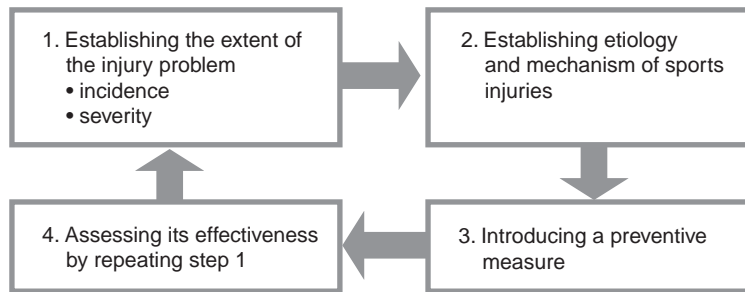 1. Establishing the extent of
the injury problem
• incidence
• severity
2. Establishing etiology
and mechanism of sports
injuries
3. Introducing a preventive
measure
4. Assessing its effectiveness
by repeating step 1